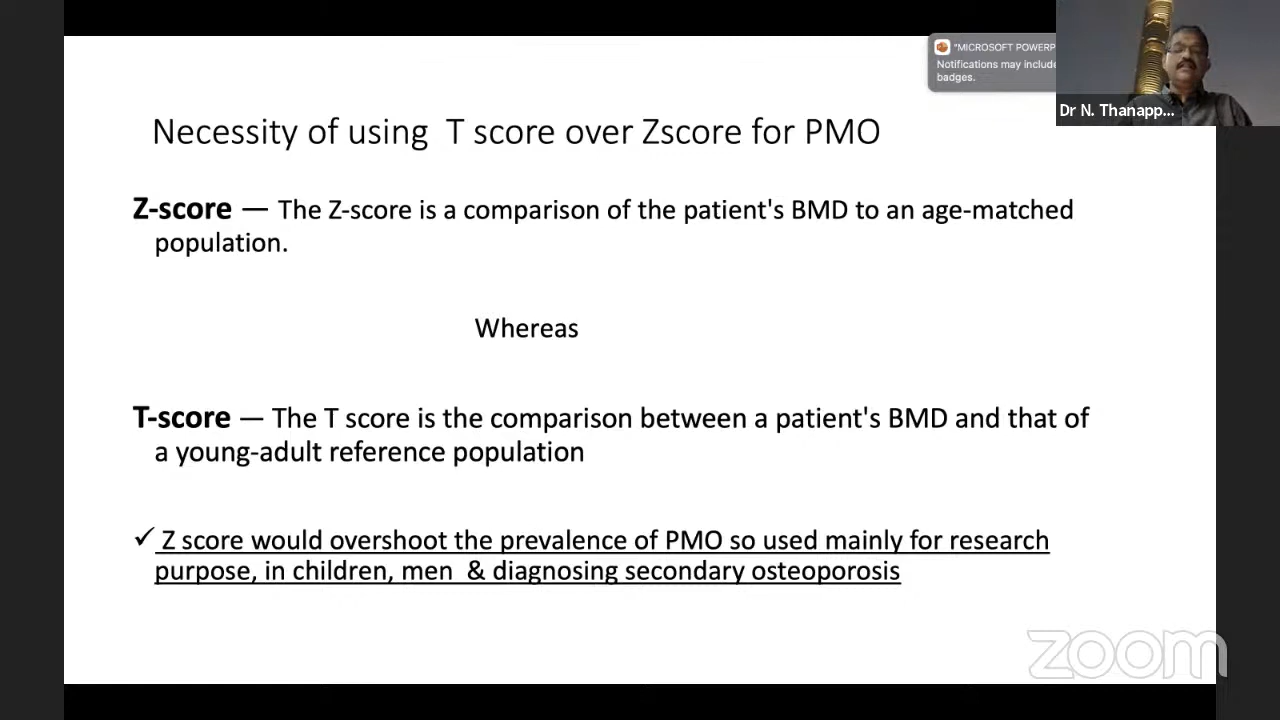 "MICROSOFT POWERP
Notifications may include
badges.
Dr N. Thanapp...
Necessity of using T score over Zscore for PMO
Z-score — The Z-score is a comparison of the patient's BMD to an age-matched
population.
Whereas
T-score — The T score is the comparison between a patient's BMD and that of
a young-adult reference population
✓ Z score would overshoot the prevalence of PMO so used mainly for research
purpose, in children, men & diagnosing secondary osteoporosis
zoom